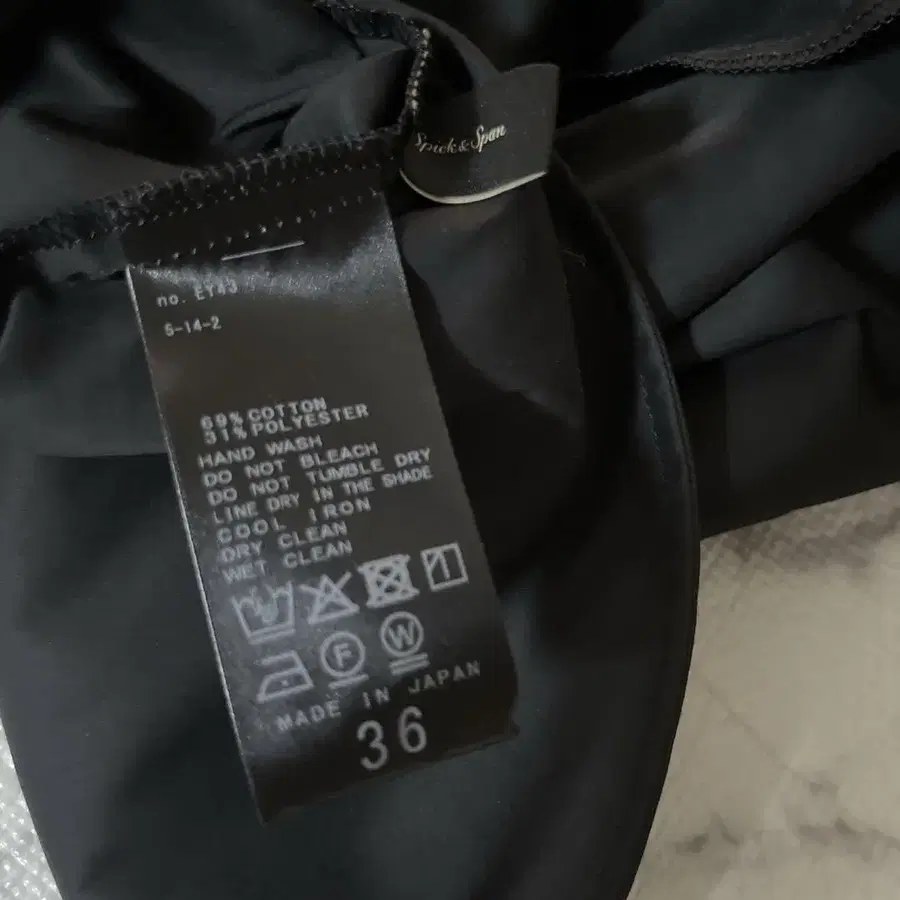 Spick&Span
no. E143
5-14-2
69% COTTON
31% POLYESTER
HAND WASH
DO NOT BLEACH
DO NOT TUMBLE DRY
LINE DRY IN THE SHADE
COOL IRON
DRY CLEAN
WET CLEAN
F W
MADE IN JAPAN
36